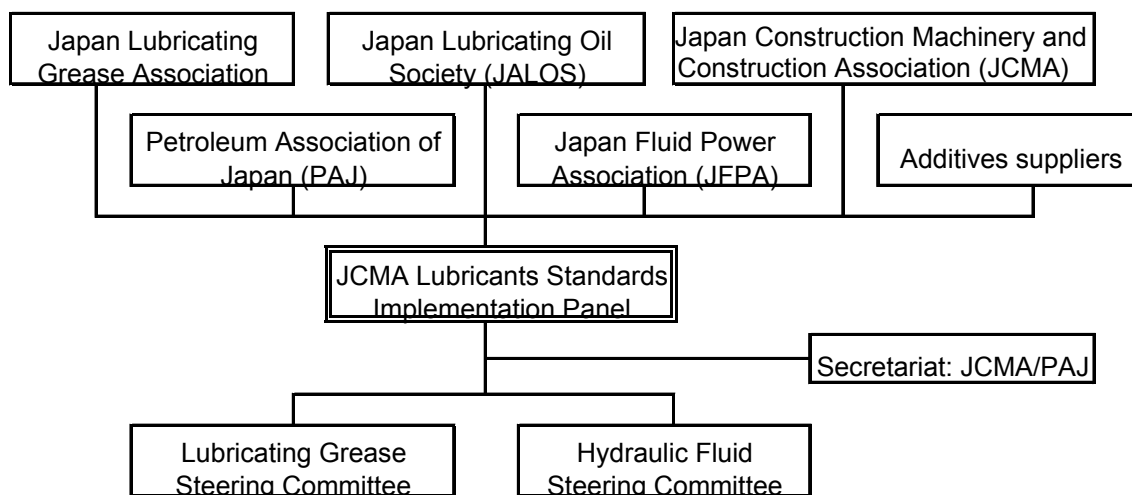 Japan Lubricating
Grease Association
Japan Lubricating Oil
Society (JALOS)
Japan Construction Machinery and
Construction Association (JCMA)
Petroleum Association of
Japan (PAJ)
Japan Fluid Power
Association (JFPA)
Additives suppliers
JCMA Lubricants Standards
Implementation Panel
Secretariat: JCMA/PAJ
Lubricating Grease
Steering Committee
Hydraulic Fluid
Steering Committee